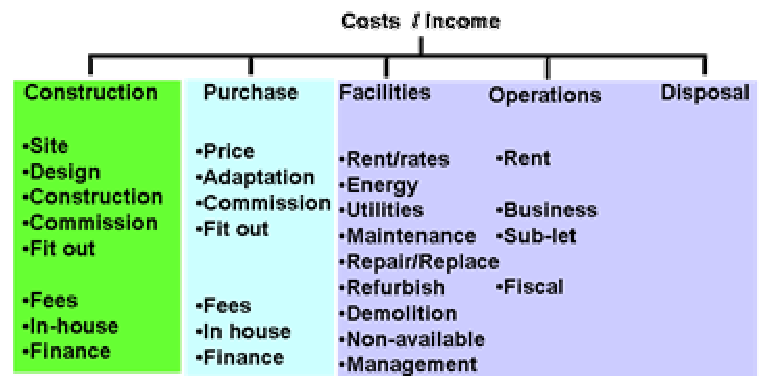 Costs / Income
Construction
•Site
•Design
•Construction
•Commission
•Fit out
•Fees
•In-house
•Finance
Purchase
•Price
•Adaptation
•Commission
•Fit out
•Fees
•In house
•Finance
Facilities
•Rent/rates
•Energy
•Utilities
•Maintenance
•Repair/Replace
•Refurbish
•Demolition
•Non-available
•Management
Operations
•Rent
•Business
•Sub-let
•Fiscal
Disposal